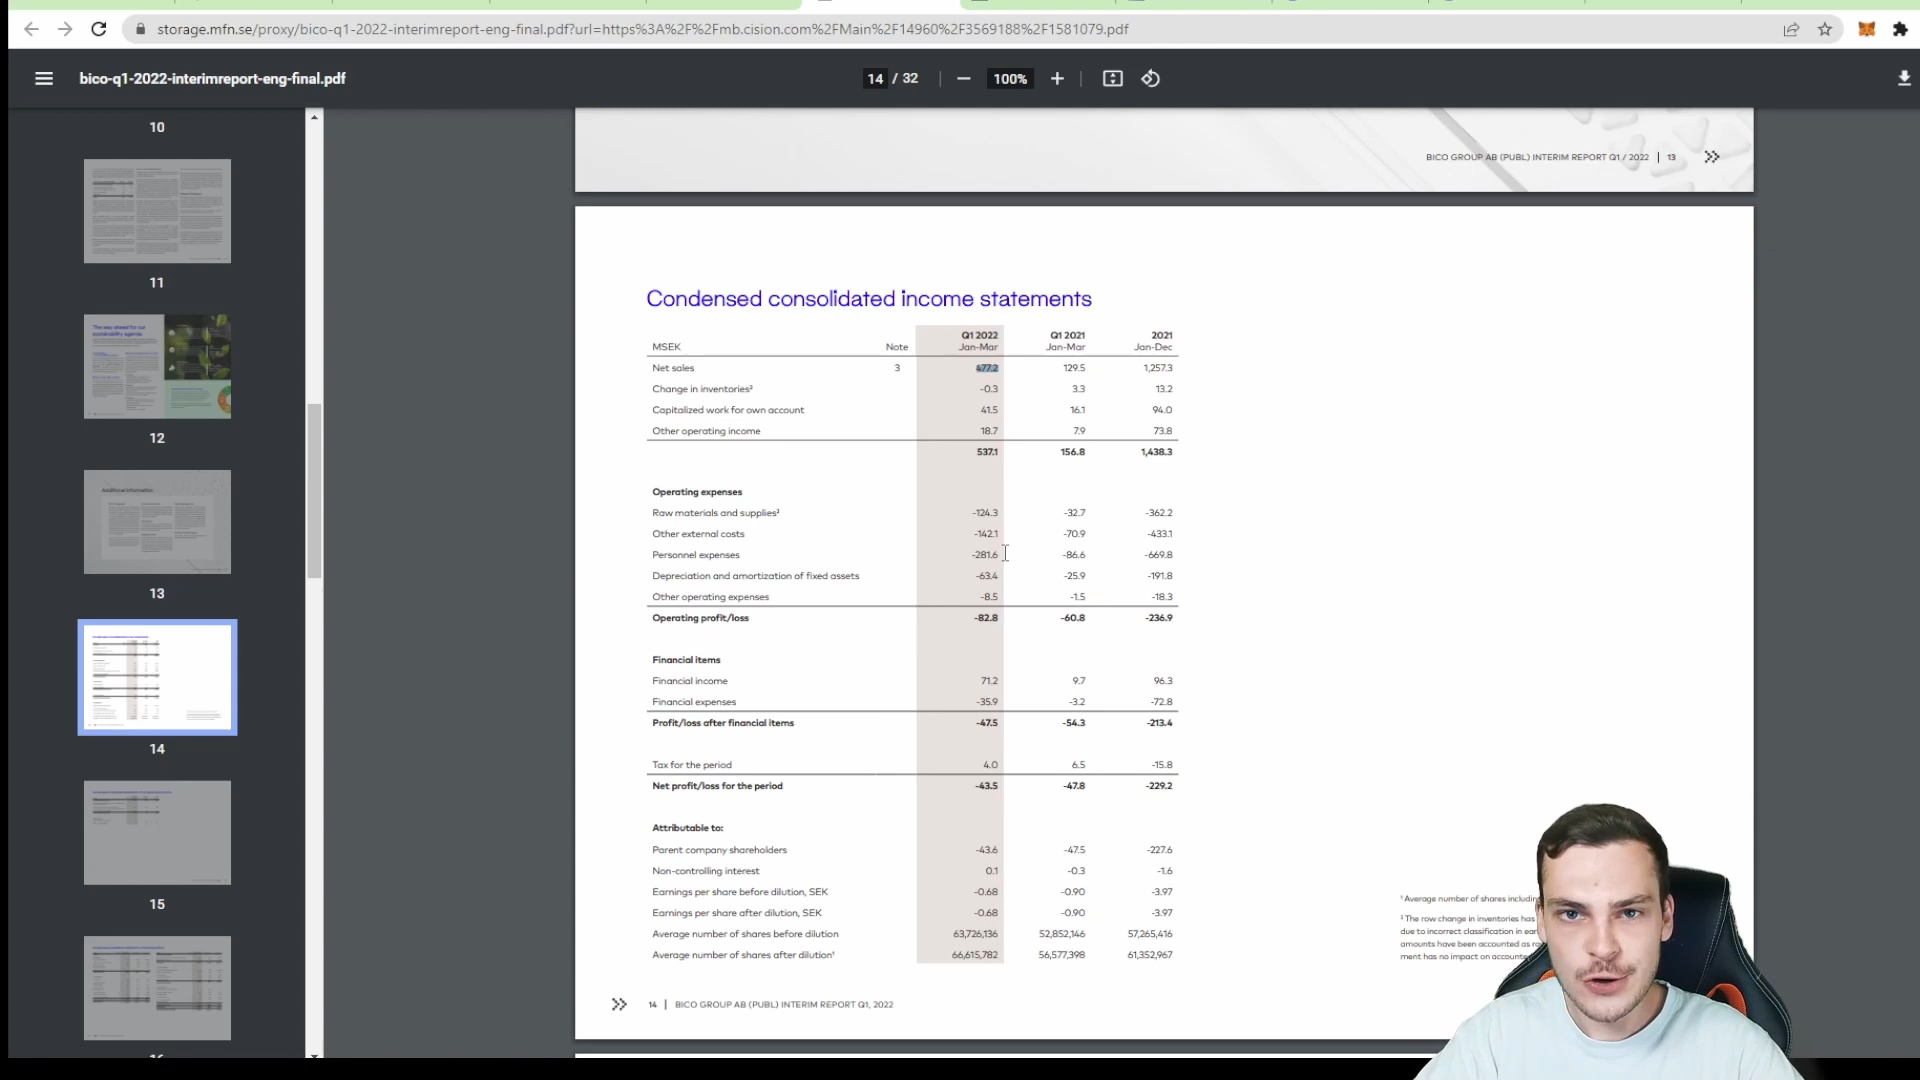 storage.mfn.se/proxy/bico-q1-2022-interimreport-eng-final.pdf?url=https%3A%2F%2Fmb.cision.com%2FMain%2F14960%2F3569188%2F1581079.pdf
bico-q1-2022-interimreport-eng-final.pdf 14 / 32 100%
10
11
12
Additional information
13
14
15
BICO GROUP AB (PUBL) INTERIM REPORT Q1 / 2022 | 13
Condensed consolidated income statements
Q1 2022 Q1 2021 2021
MSEK Note Jan-Mar Jan-Mar Jan-Dec
Net sales 3 477.2 129.5 1,257.3
Change in inventories² -0.3 3.3 13.2
Capitalized work for own account 41.5 16.1 94.0
Other operating income 18.7 7.9 73.8
537.1 156.8 1,438.3
Operating expenses
Raw materials and supplies² -124.3 -32.7 -362.2
Other external costs -142.1 -70.9 -433.1
Personnel expenses -281.6 -86.6 -669.8
Depreciation and amortization of fixed assets -63.4 -25.9 -191.8
Other operating expenses -8.5 -1.5 -18.3
Operating profit/loss -82.8 -60.8 -236.9
Financial items
Financial income 71.2 9.7 96.3
Financial expenses -35.9 -3.2 -72.8
Profit/loss after financial items -47.5 -54.3 -213.4
Tax for the period 4.0 6.5 -15.8
Net profit/loss for the period -43.5 -47.8 -229.2
Attributable to:
Parent company shareholders -43.6 -47.5 -227.6
Non-controlling interest 0.1 -0.3 -1.6
Earnings per share before dilution, SEK -0.68 -0.90 -3.97
Earnings per share after dilution, SEK -0.68 -0.90 -3.97
Average number of shares before dilution 63,726,136 52,852,146 57,265,416
Average number of shares after dilution¹ 66,615,782 56,577,398 61,352,967
¹ Average number of shares
² The row change in inventories has
due to incorrect classification in
amounts have been accounted as
ment has no impact on
14 | BICO GROUP AB (PUBL) INTERIM REPORT Q1, 2022